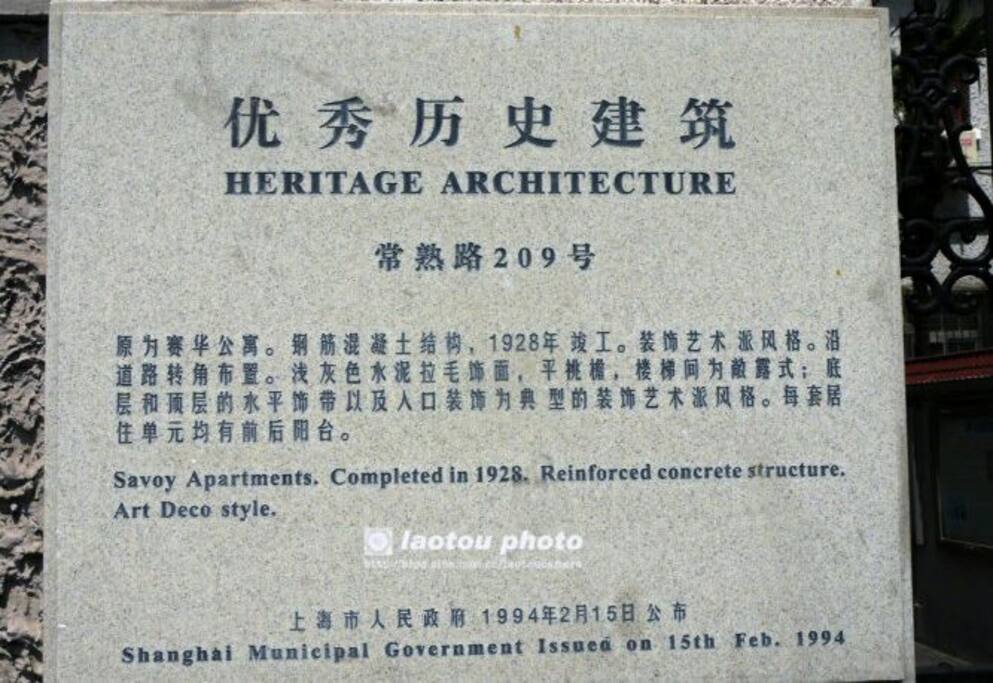 优秀历史建筑
HERITAGE ARCHITECTURE
常熟路209号
原为赛华公寓。钢筋混凝土结构，1928年竣工。装饰艺术派风格。沿
道路转角布置。浅灰色水泥拉毛饰面，平挑檐，楼梯间为敞露式；底
层和顶层的水平饰带以及入口装饰为典型的装饰艺术派风格。每套居
住单元均有前后阳台。
Savoy Apartments. Completed in 1928. Reinforced concrete structure.
Art Deco style.
laotou photo
上海市人民政府 1994年2月15日公布
Shanghai Municipal Government Issued on 15th Feb. 1994